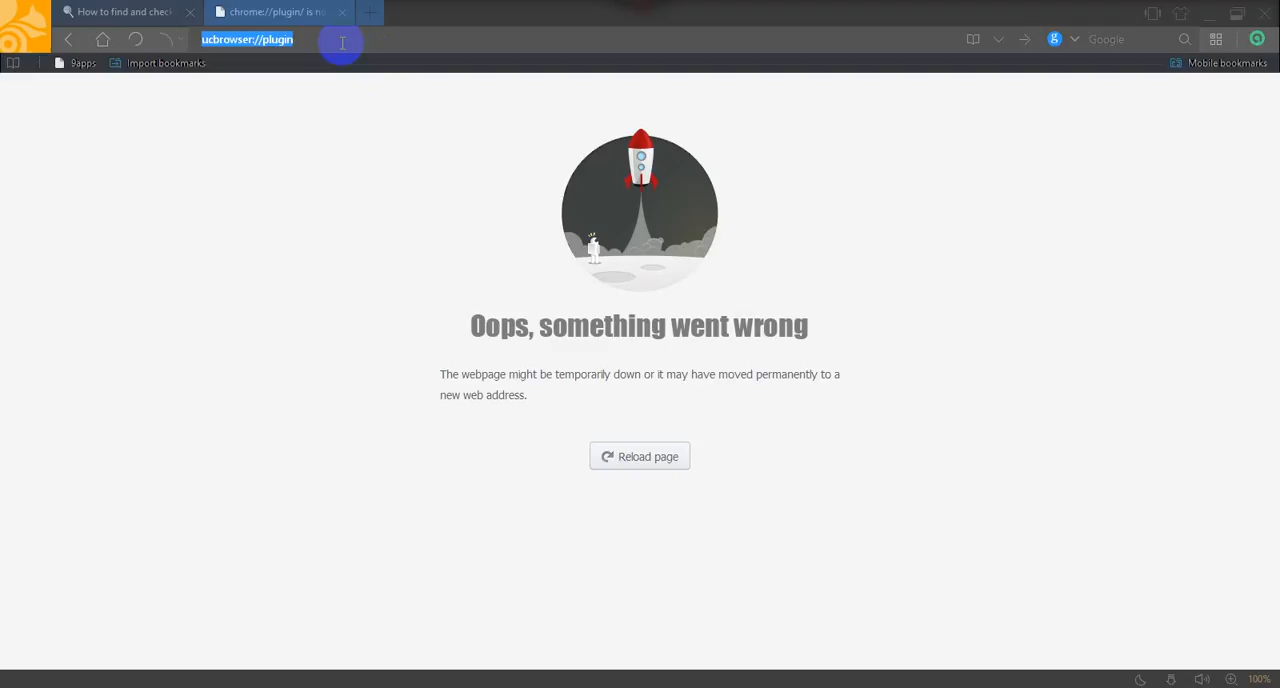 How to find and check
chrome://plugin/ is no
ucbrowser://plugin
g
Google
9apps
Import bookmarks
Mobile bookmarks
Oops, something went wrong
The webpage might be temporarily down or it may have moved permanently to a
new web address.
Reload page
100%